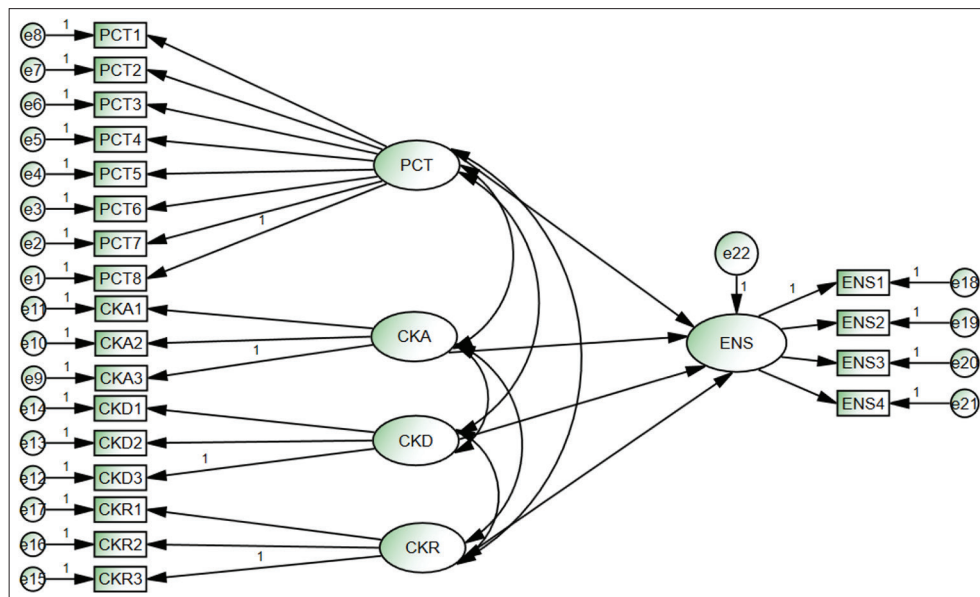 e8 1 PCT1
e7 1 PCT2
e6 1 PCT3
e5 1 PCT4
e4 1 PCT5
e3 1 PCT6
e2 1 PCT7
e1 1 PCT8
1
PCT
e11 1 CKA1
e10 1 CKA2
e9 1 CKA3
1
CKA
e14 1 CKD1
e13 1 CKD2
e12 1 CKD3
1
CKD
e17 1 CKR1
e16 1 CKR2
e15 1 CKR3
1
CKR
e22
1
ENS
1
ENS1 1 e18
ENS2 1 e19
ENS3 1 e20
ENS4 1 e21